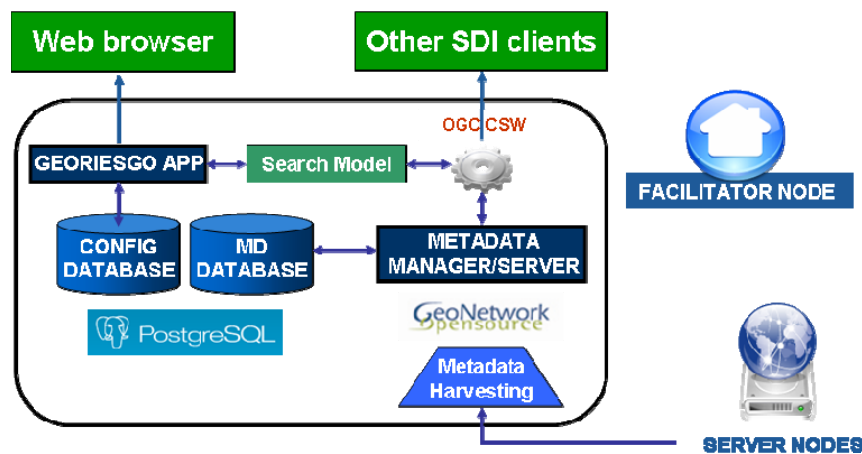 Web browser
Other SDI clients
OGC CSW
GEORIESGO APP
Search Model
FACILITATOR NODE
CONFIG
DATABASE
MD
DATABASE
METADATA
MANAGER/SERVER
PostgreSQL
GeoNetwork
Opensource
Metadata
Harvesting
SERVER NODES